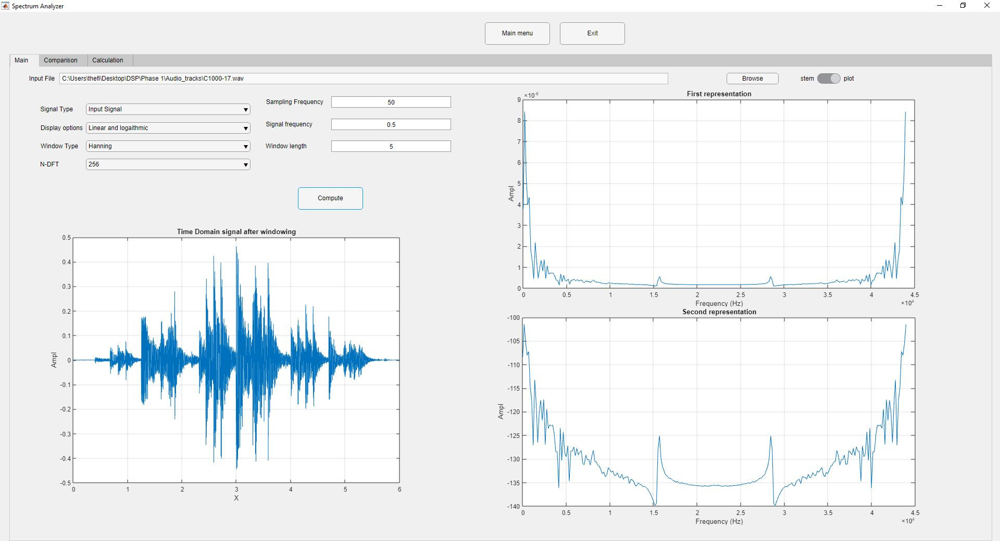 Spectrum Analyzer
Main menu Exit
Main Comparison Calculation
Input File C:\Users\thefi\Desktop\DSP\Phase 1\Audio_tracks\C1000-17.wav Browse stem plot
Signal Type Input Signal
Display options Linear and logaithmic
Window Type Hanning
N-DFT 256
Sampling Frequency 50
Signal frequency 0.5
Window length 5
Compute
Time Domain signal after windowing
0.5
0.4
0.3
0.2
0.1
0
-0.1
-0.2
-0.3
-0.4
-0.5
Ampl
0 1 2 3 4 5 6
X
First representation
×10⁻⁶
9
8
7
6
5
4
3
2
1
0
Ampl
0 0.5 1 1.5 2 2.5 3 3.5 4 4.5
Frequency (Hz)
×10⁴
Second representation
-100
-105
-110
-115
-120
-125
-130
-135
-140
Ampl
0 0.5 1 1.5 2 2.5 3 3.5 4 4.5
Frequency (Hz)
×10⁴